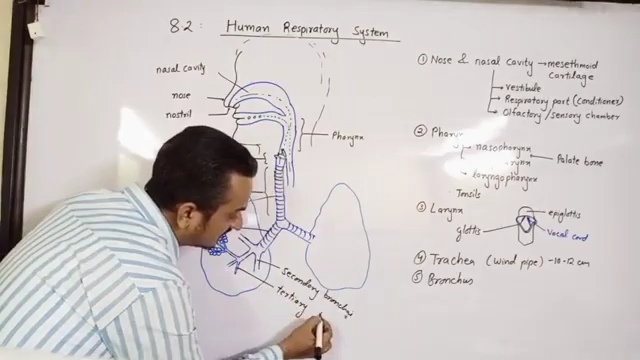 8.2: Human Respiratory System
nasal cavity
nose
nostril
Pharynx
secondary bronchus
tertiary
① Nose & nasal cavity → mesethmoid
cartilage
Vestibule
Respiratory part (conditioner)
Olfactory / sensory chamber
②
nasopharynx
Palate bone
laryngopharynx
Tonsils
③ Larynx
epiglottis
glottis
vocal cord
④ Trachea (wind pipe) -10-12 cm
⑤ Bronchus